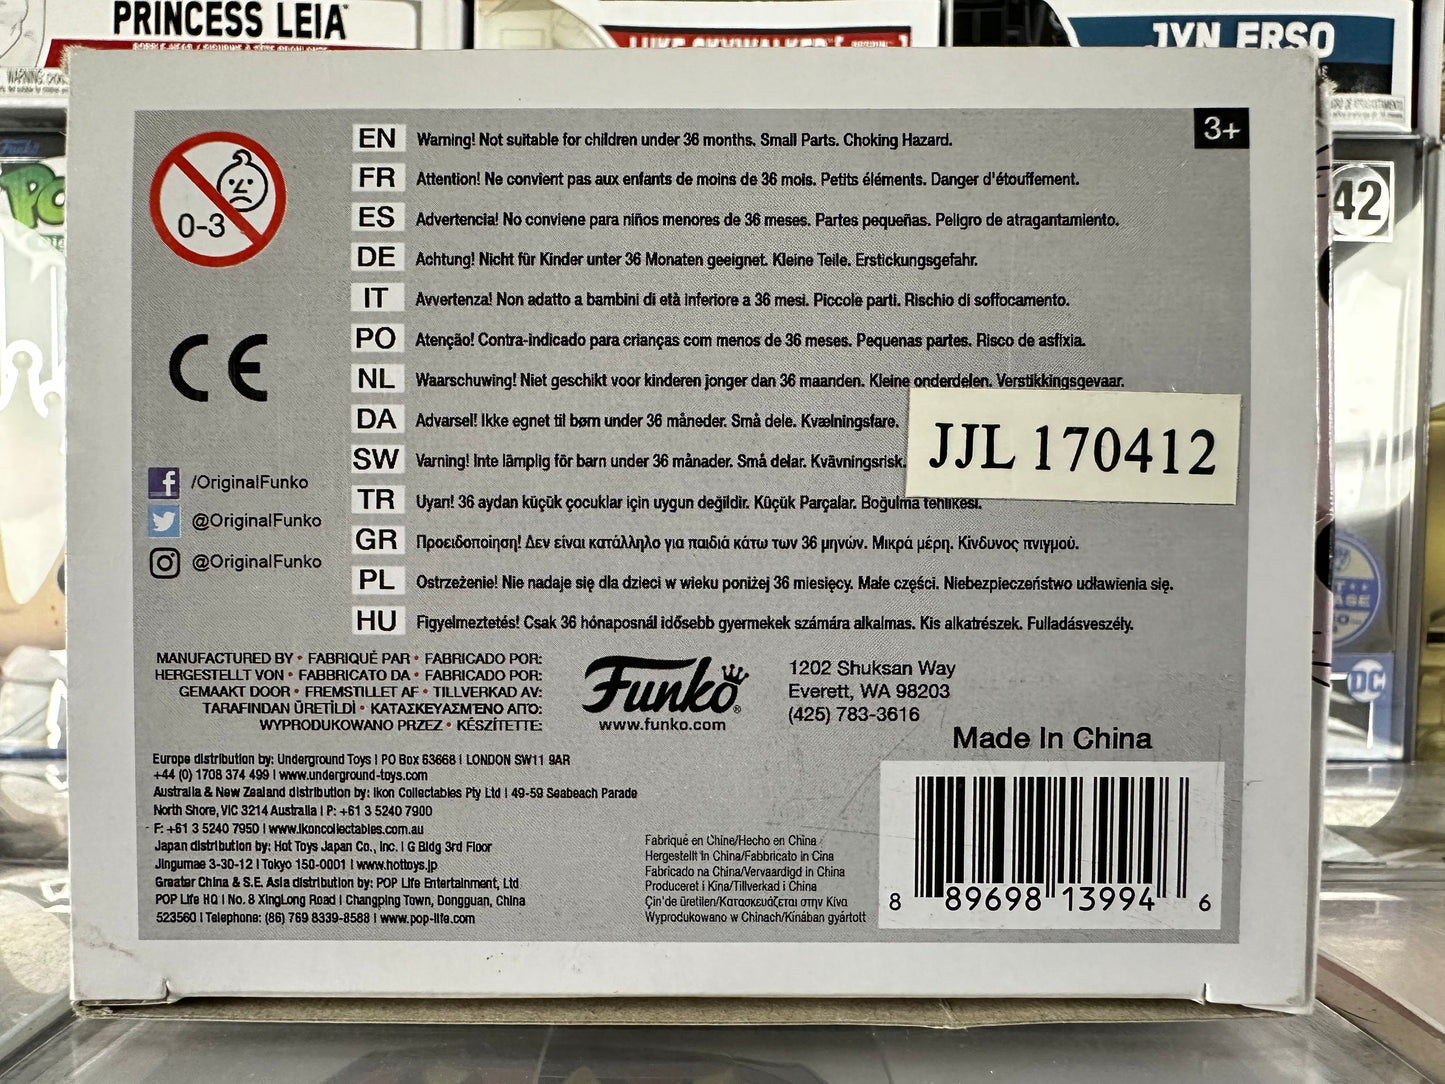 PRINCESS LEIA
LUKE SKYWALKER
JYN ERSO
42
DC
3+
0-3
EN Warning! Not suitable for children under 36 months. Small Parts. Choking Hazard.
FR Attention! Ne convient pas aux enfants de moins de 36 mois. Petits éléments. Danger d'étouffement.
ES Advertencia! No conviene para niños menores de 36 meses. Partes pequeñas. Peligro de atragantamiento.
DE Achtung! Nicht für Kinder unter 36 Monaten geeignet. Kleine Teile. Erstickungsgefahr.
IT Avvertenza! Non adatto a bambini di età inferiore a 36 mesi. Piccole parti. Rischio di soffocamento.
PO Atenção! Contra-indicado para crianças com menos de 36 meses. Pequenas partes. Risco de asfixia.
NL Waarschuwing! Niet geschikt voor kinderen jonger dan 36 maanden. Kleine onderdelen. Verstikkingsgevaar.
DA Advarsel! Ikke egnet til børn under 36 måneder. Små dele. Kvælningsfare.
SW Varning! Inte lämplig för barn under 36 månader. Små delar. Kvävningsrisk.
JJL 170412
TR Uyarı! 36 aydan küçük çocuklar için uygun değildir. Küçük Parçalar. Boğulma tehlikesi.
GR Προειδοποίηση! Δεν είναι κατάλληλο για παιδιά κάτω των 36 μηνών. Μικρά μέρη. Κίνδυνος πνιγμού.
PL Ostrzeżenie! Nie nadaje się dla dzieci w wieku poniżej 36 miesięcy. Małe części. Niebezpieczeństwo udławienia się.
HU Figyelmeztetés! Csak 36 hónaposnál idősebb gyermekek számára alkalmas. Kis alkatrészek. Fulladásveszély.
CE
/OriginalFunko
@OriginalFunko
@OriginalFunko
MANUFACTURED BY • FABRIQUÉ PAR • FABRICADO POR:
HERGESTELLT VON • FABBRICATO DA • FABRICADO POR:
GEMAAKT DOOR • FREMSTILLET AF • TILLVERKAD AV:
TARAFINDAN ÜRETİLDİ • ΚΑΤΑΣΚΕΥΑΣΜΈΝΟ ΑΠΌ:
WYPRODUKOWANO PRZEZ • KÉSZÍTETTE:
Funko®
www.funko.com
1202 Shuksan Way
Everett, WA 98203
(425) 783-3616
Made In China
Europe distribution by: Underground Toys | PO Box 63668 | LONDON SW11 9AR
+44 (0) 1708 374 499 | www.underground-toys.com
Australia & New Zealand distribution by: Ikon Collectables Pty Ltd | 49-59 Seabeach Parade
North Shore, VIC 3214 Australia | P: +61 3 5240 7900
F: +61 3 5240 7950 | www.ikoncollectables.com.au
Japan distribution by: Hot Toys Japan Co., Inc. | G Bldg 3rd Floor
Jingumae 3-30-12 | Tokyo 150-0001 | www.hottoys.jp
Greater China & S.E. Asia distribution by: POP Life Entertainment, Ltd
POP Life HQ | No. 8 XingLong Road | Changping Town, Dongguan, China
523560 | Telephone: (86) 769 8339-8588 | www.pop-life.com
Fabriqué en Chine/Hecho en China
Hergestellt in China/Fabbricato in Cina
Fabricado na China/Vervaardigd in China
Produceret i Kina/Tillverkad i China
Çin'de üretilen/Κατασκευάζεται στην Κίνα
Wyprodukowano w Chinach/Kínában gyártott
8 89698 13994 6